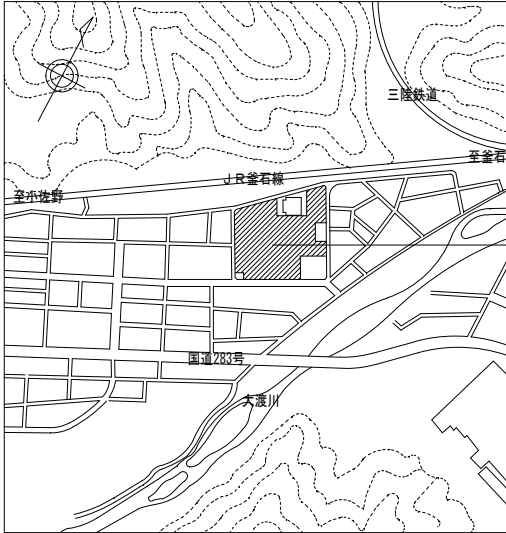 三陸鉄道
至釜石
ＪＲ釜石線
至小佐野
国道283号
大渡川